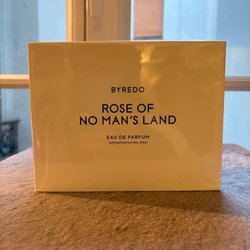 BYREDO
ROSE OF
NO MAN'S LAND
EAU DE PARFUM